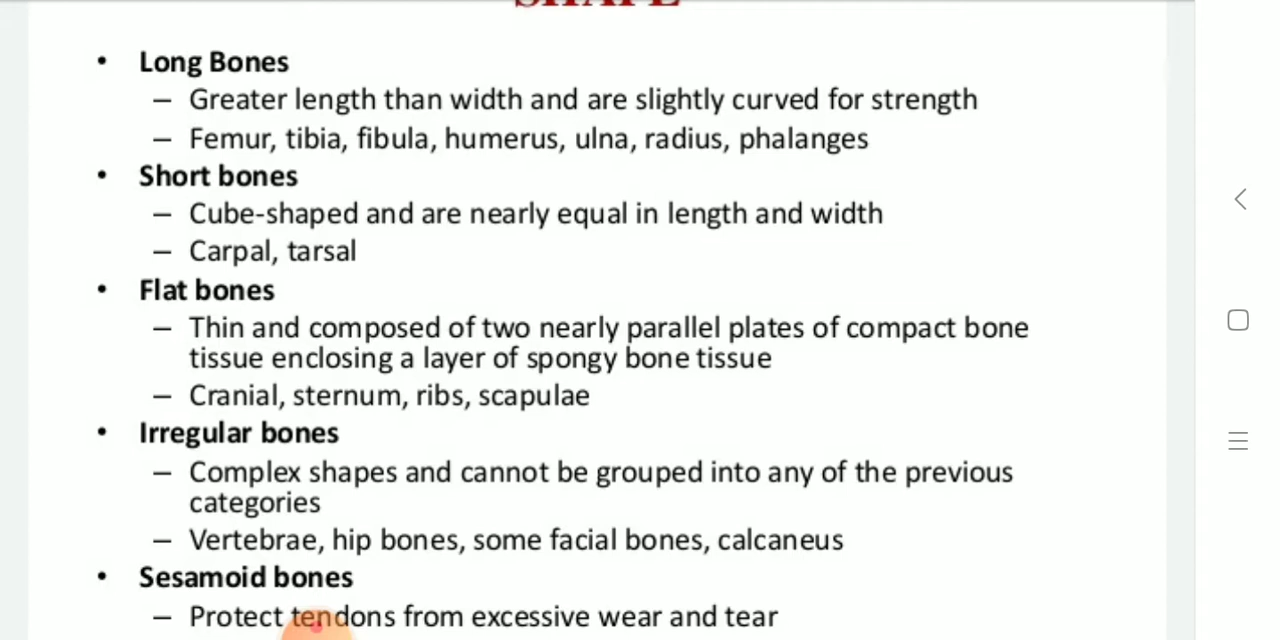 SHAPE
• Long Bones
– Greater length than width and are slightly curved for strength
– Femur, tibia, fibula, humerus, ulna, radius, phalanges
• Short bones
– Cube-shaped and are nearly equal in length and width
– Carpal, tarsal
• Flat bones
– Thin and composed of two nearly parallel plates of compact bone
tissue enclosing a layer of spongy bone tissue
– Cranial, sternum, ribs, scapulae
• Irregular bones
– Complex shapes and cannot be grouped into any of the previous
categories
– Vertebrae, hip bones, some facial bones, calcaneus
• Sesamoid bones
– Protect tendons from excessive wear and tear